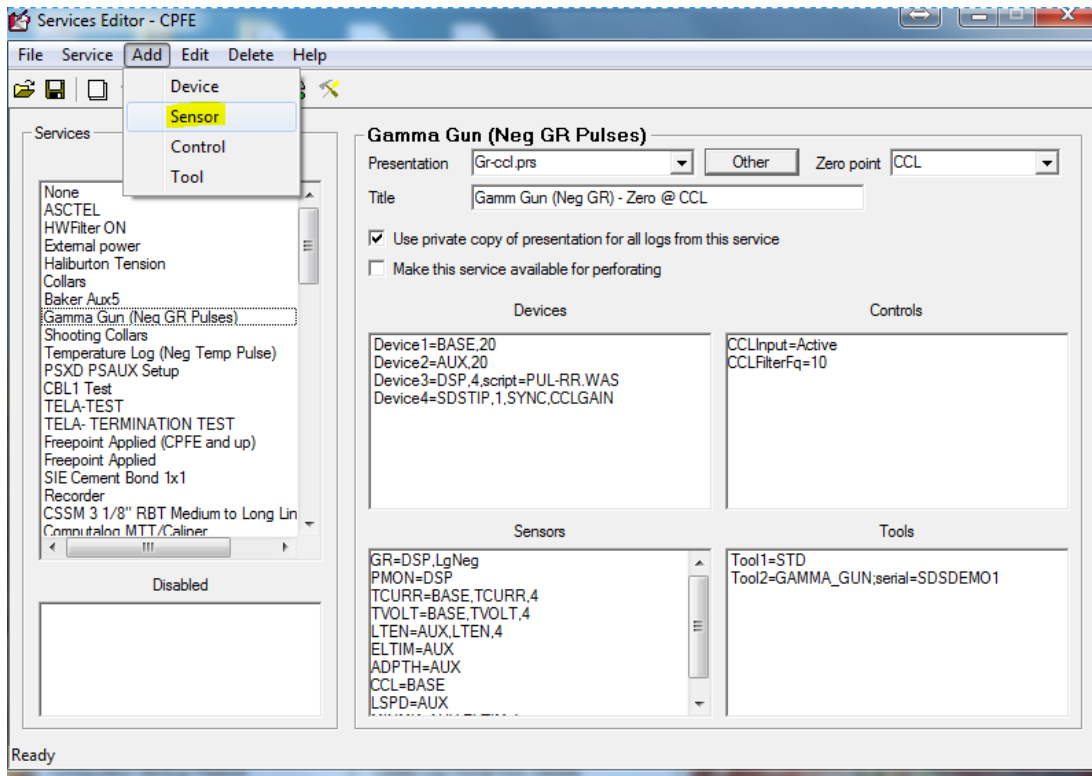 Services Editor - CPFE
File Service Add Edit Delete Help
Device
Sensor
Control
Tool
Services
None
ASCTEL
HWFilter ON
External power
Haliburton Tension
Collars
Baker Aux5
Gamma Gun (Neg GR Pulses)
Shooting Collars
Temperature Log (Neg Temp Pulse)
PSXD PSAUX Setup
CBL1 Test
TELA-TEST
TELA- TERMINATION TEST
Freepoint Applied (CPFE and up)
Freepoint Applied
SIE Cement Bond 1x1
Recorder
CSSM 3 1/8" RBT Medium to Long Lin
Computalog MTT/Caliper
Disabled
Gamma Gun (Neg GR Pulses)
Presentation Gr-ccl.prs Other Zero point CCL
Title Gamm Gun (Neg GR) - Zero @ CCL
Use private copy of presentation for all logs from this service
Make this service available for perforating
Devices
Device1=BASE,20
Device2=AUX,20
Device3=DSP,4,script=PUL-RR.WAS
Device4=SDSTIP,1,SYNC,CCLGAIN
Controls
CCLInput=Active
CCLFilterFq=10
Sensors
GR=DSP,LgNeg
PMON=DSP
TCURR=BASE,TCURR,4
TVOLT=BASE,TVOLT,4
LTEN=AUX,LTEN,4
ELTIM=AUX
ADPTH=AUX
CCL=BASE
LSPD=AUX
Tools
Tool1=STD
Tool2=GAMMA_GUN;serial=SDSDEMO1
Ready